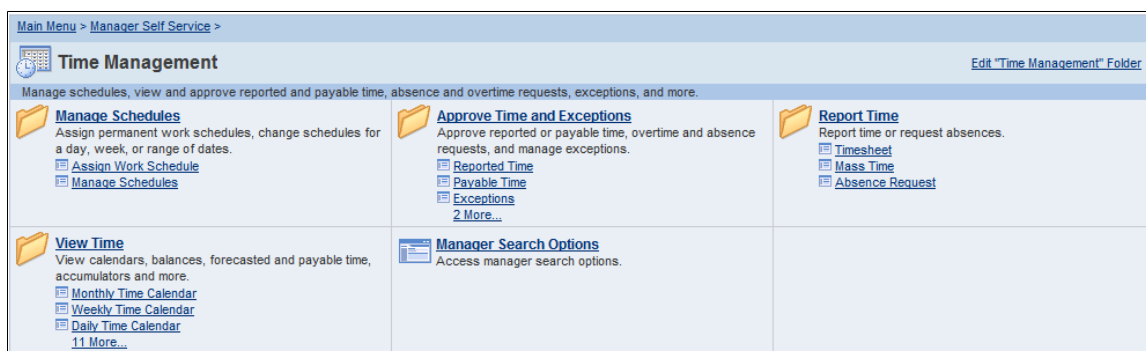 Main Menu > Manager Self Service >
Time Management
Edit "Time Management" Folder
Manage schedules, view and approve reported and payable time, absence and overtime requests, exceptions, and more.
Manage Schedules
Assign permanent work schedules, change schedules for
a day, week, or range of dates.
Assign Work Schedule
Manage Schedules
Approve Time and Exceptions
Approve reported or payable time, overtime and absence
requests, and manage exceptions.
Reported Time
Payable Time
Exceptions
2 More...
Report Time
Report time or request absences.
Timesheet
Mass Time
Absence Request
View Time
View calendars, balances, forecasted and payable time,
accumulators and more.
Monthly Time Calendar
Weekly Time Calendar
Daily Time Calendar
11 More...
Manager Search Options
Access manager search options.